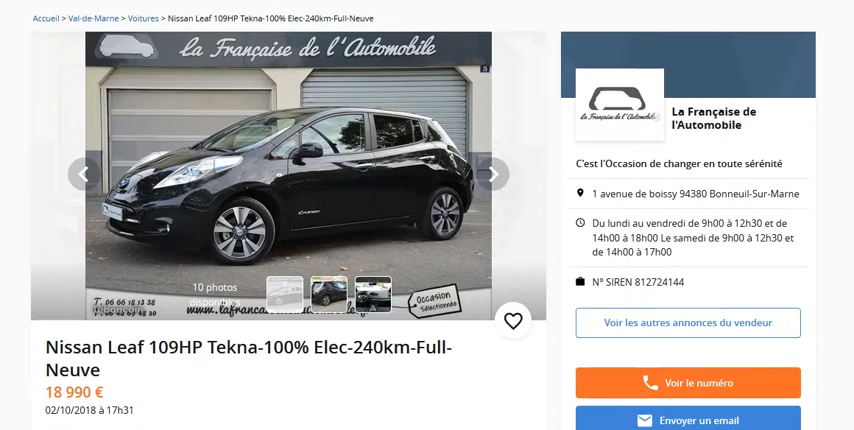 Accueil > Val-de-Marne > Voitures > Nissan Leaf 109HP Tekna-100% Elec-240km-Full-Neuve
La Française de l'Automobile
10 photos
disponibles
T. 06 66 18 13 38
www.lafranca
Occasion
Sélectionnée
Nissan Leaf 109HP Tekna-100% Elec-240km-Full-
Neuve
18 990 €
02/10/2018 à 17h31
La Française de l'Automobile
La Française de
l'Automobile
C'est l'Occasion de changer en toute sérénité
1 avenue de boissy 94380 Bonneuil-Sur-Marne
Du lundi au vendredi de 9h00 à 12h30 et de
14h00 à 18h00 Le samedi de 9h00 à 12h30 et
de 14h00 à 17h00
N° SIREN 812724144
Voir les autres annonces du vendeur
Voir le numéro
Envoyer un email